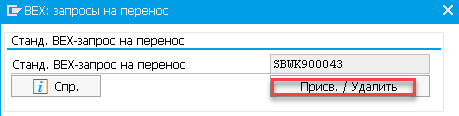 BEX: запросы на перенос
Станд. BEX-запрос на перенос
Станд. BEX-запрос на перенос SBWK900043
Спр. Присв. / Удалить